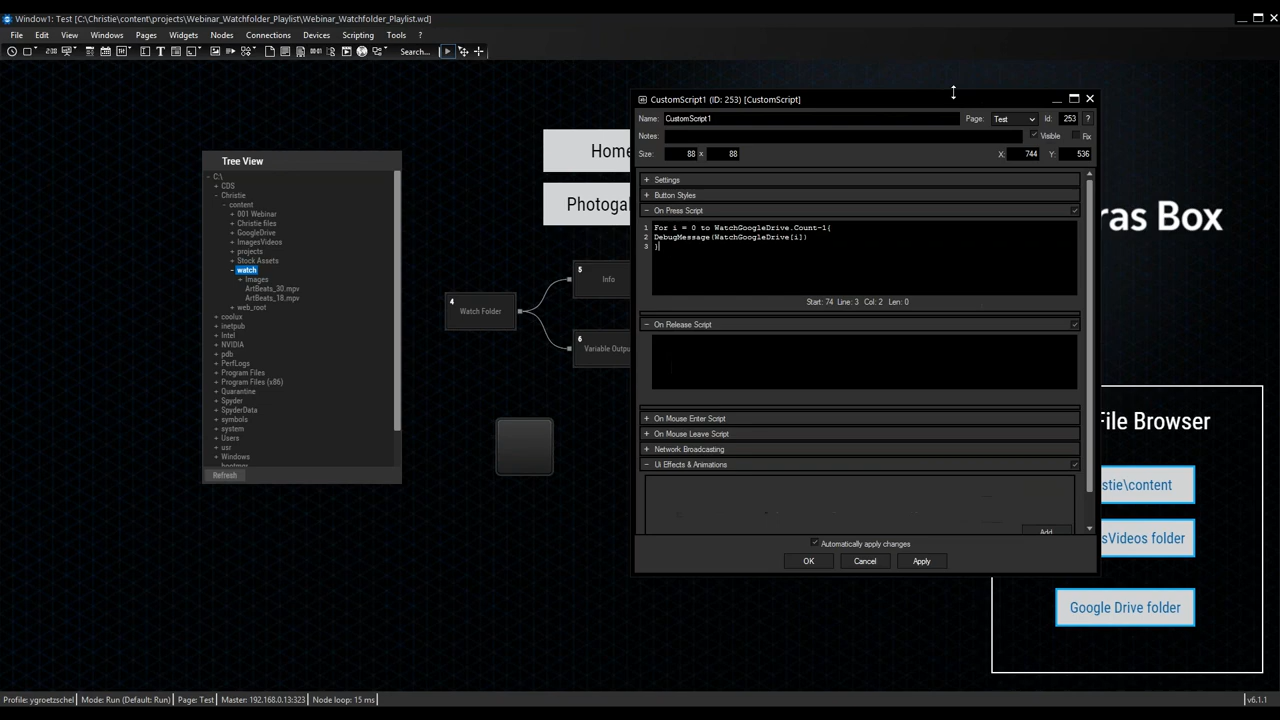 Window1: Test [C:\Christie\content\projects\Webinar_Watchfolder_Playlist\Webinar_Watchfolder_Playlist.wd]
File Edit View Windows Pages Widgets Nodes Connections Devices Scripting Tools ?
Search...
CustomScript1 (ID: 253) [CustomScript]
Name: CustomScript1 Page: Test Id: 253 ?
Notes: Visible Fix
Size: 88 x 88 X: 744 Y: 536
Settings
Button Styles
On Press Script
1 For i = 0 to WatchGoogleDrive.Count-1{
2 DebugMessage(WatchGoogleDrive[i])
3 }
Start: 74 Line: 3 Col: 2 Len: 0
On Release Script
On Mouse Enter Script
On Mouse Leave Script
Network Broadcasting
Ui Effects & Animations
Add
Automatically apply changes
OK Cancel Apply
Home
Photoga
Tree View
C:\
CDS
Christie
content
001 Webinar
Christie files
GoogleDrive
ImagesVideos
projects
Stock Assets
watch
Images
ArtBeats_30.mpv
ArtBeats_18.mpv
web_root
coolux
inetpub
Intel
NVIDIA
pdb
PerfLogs
Program Files
Program Files (x86)
Quarantine
Spyder
SpyderData
symbols
system
Users
usr
Windows
bootmgr
Refresh
4
Watch Folder
5
Info
6
Variable Outpu
ras Box
File Browser
stie\content
sVideos folder
Google Drive folder
Profile: ygroetzschel Mode: Run (Default: Run) Page: Test Master: 192.168.0.13:323 Node loop: 15 ms v6.1.1